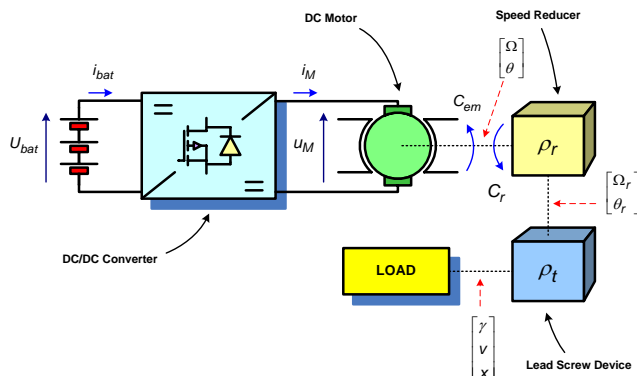 DC Motor
Speed Reducer
Ω
θ
i_bat
i_M
C_em
U_bat
u_M
ρ_r
C_r
Ω_r
θ_r
DC/DC Converter
LOAD
ρ_t
γ
v
x
Lead Screw Device